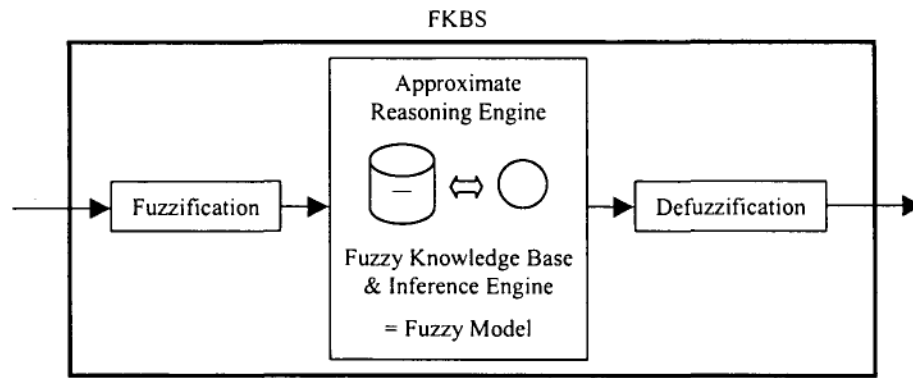 FKBS
Fuzzification
Approximate
Reasoning Engine
Fuzzy Knowledge Base
& Inference Engine
= Fuzzy Model
Defuzzification